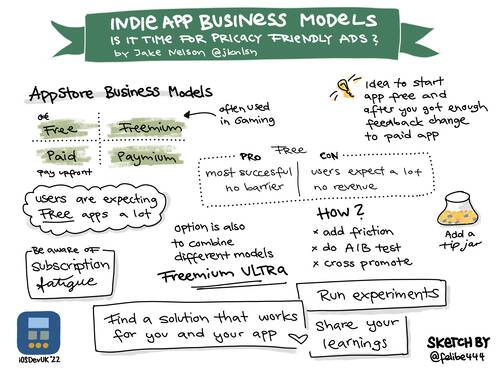 INDIE APP BUSINESS MODELS
IS IT TIME FOR PRICACY FRIENDLY ADS?
by Jake Nelson @jknlsn
AppStore Business Models
Free
Freemium
often used
in Gaming
Paid
Paymium
Pay upfront
Idea to start
app free and
after you got enough
feedback change
to paid app
Free
PRO
CON
most succesful
no barrier
users expect a lot
no revenue
users are expecting
FREE apps a lot
Be aware of
subscription
fatigue
option is also
to combine
different models
Freemium ULTRA
HOW?
× add friction
× do A/B test
× cross promote
Add a
tip jar
Find a solution that works
for you and your app
Run experiments
Share your
learnings
iOSDevUK '22
SKETCH BY
@falibe444